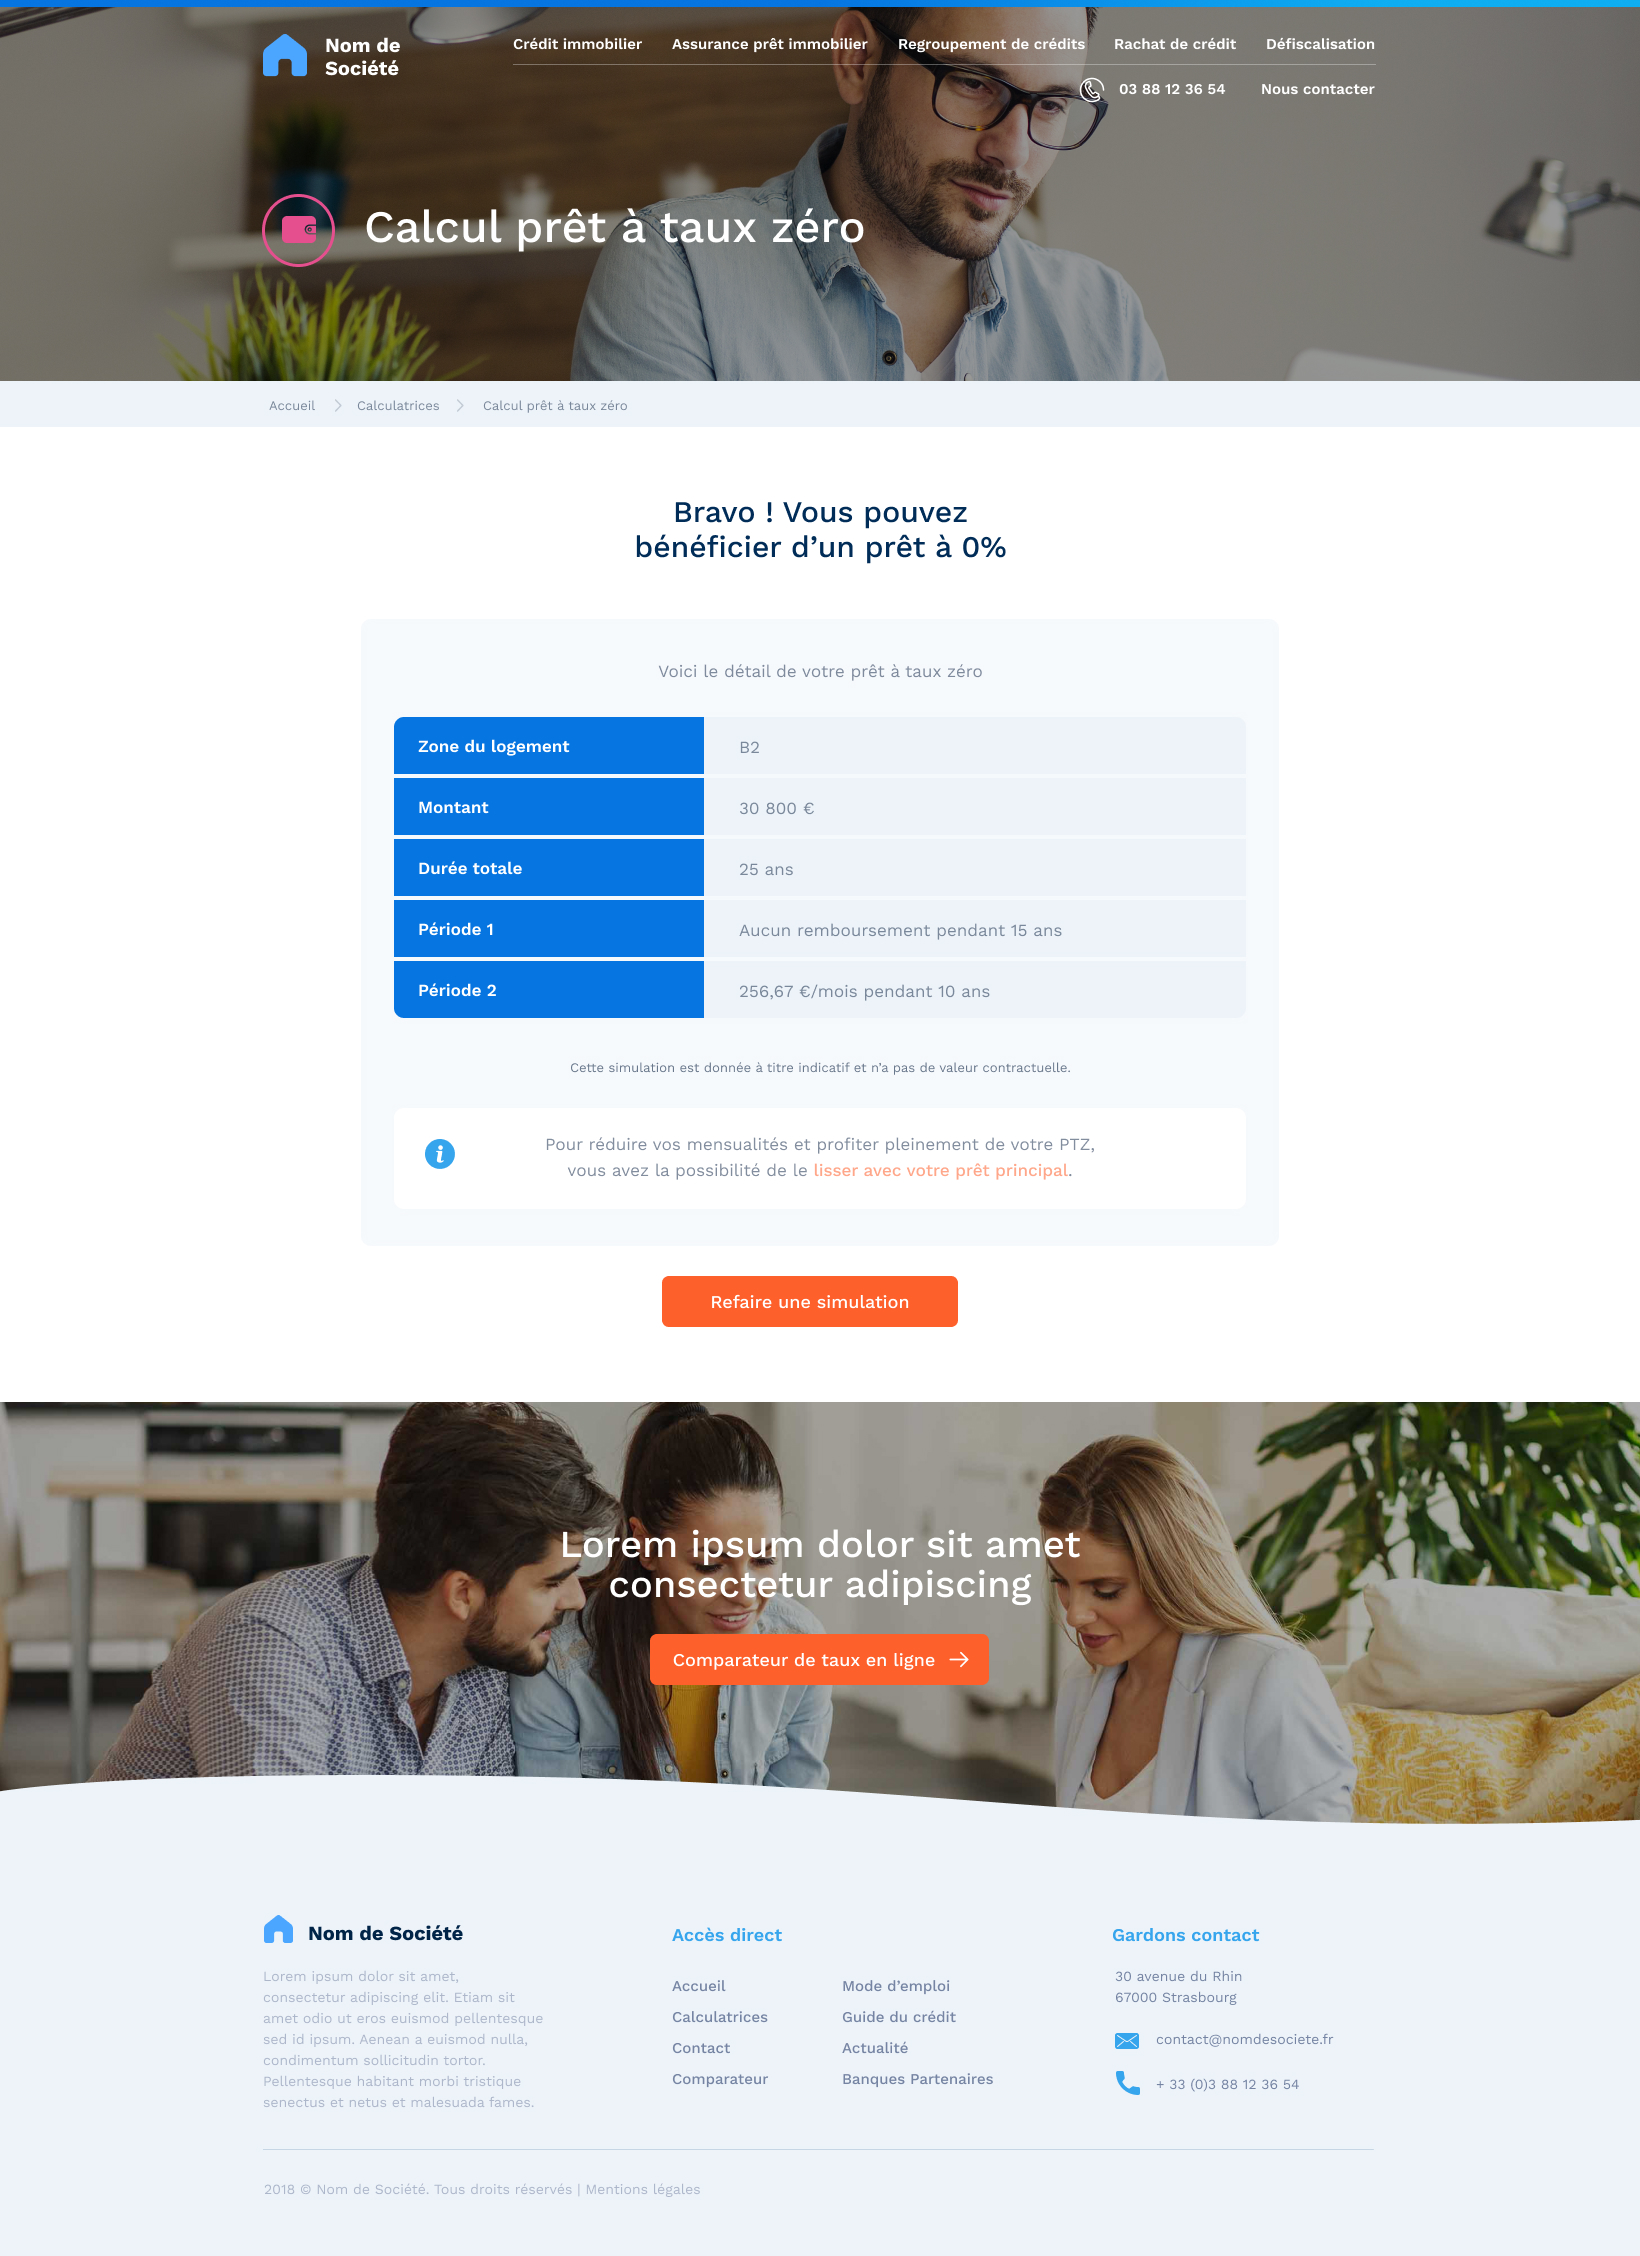 Nom de
Société
Crédit immobilier
Assurance prêt immobilier
Regroupement de crédits
Rachat de crédit
Défiscalisation
03 88 12 36 54
Nous contacter
Calcul prêt à taux zéro
Accueil
Calculatrices
Calcul prêt à taux zéro
Bravo ! Vous pouvez
bénéficier d’un prêt à 0%
Voici le détail de votre prêt à taux zéro
Zone du logement
B2
Montant
30 800 €
Durée totale
25 ans
Période 1
Aucun remboursement pendant 15 ans
Période 2
256,67 €/mois pendant 10 ans
Cette simulation est donnée à titre indicatif et n’a pas de valeur contractuelle.
Pour réduire vos mensualités et profiter pleinement de votre PTZ,
vous avez la possibilité de le lisser avec votre prêt principal.
Refaire une simulation
Lorem ipsum dolor sit amet
consectetur adipiscing
Comparateur de taux en ligne
Nom de Société
Lorem ipsum dolor sit amet,
consectetur adipiscing elit. Etiam sit
amet odio ut eros euismod pellentesque
sed id ipsum. Aenean a euismod nulla,
condimentum sollicitudin tortor.
Pellentesque habitant morbi tristique
senectus et netus et malesuada fames.
Accès direct
Accueil
Calculatrices
Contact
Comparateur
Mode d’emploi
Guide du crédit
Actualité
Banques Partenaires
Gardons contact
30 avenue du Rhin
67000 Strasbourg
contact@nomdesociete.fr
+ 33 (0)3 88 12 36 54
2018 © Nom de Société. Tous droits réservés | Mentions légales